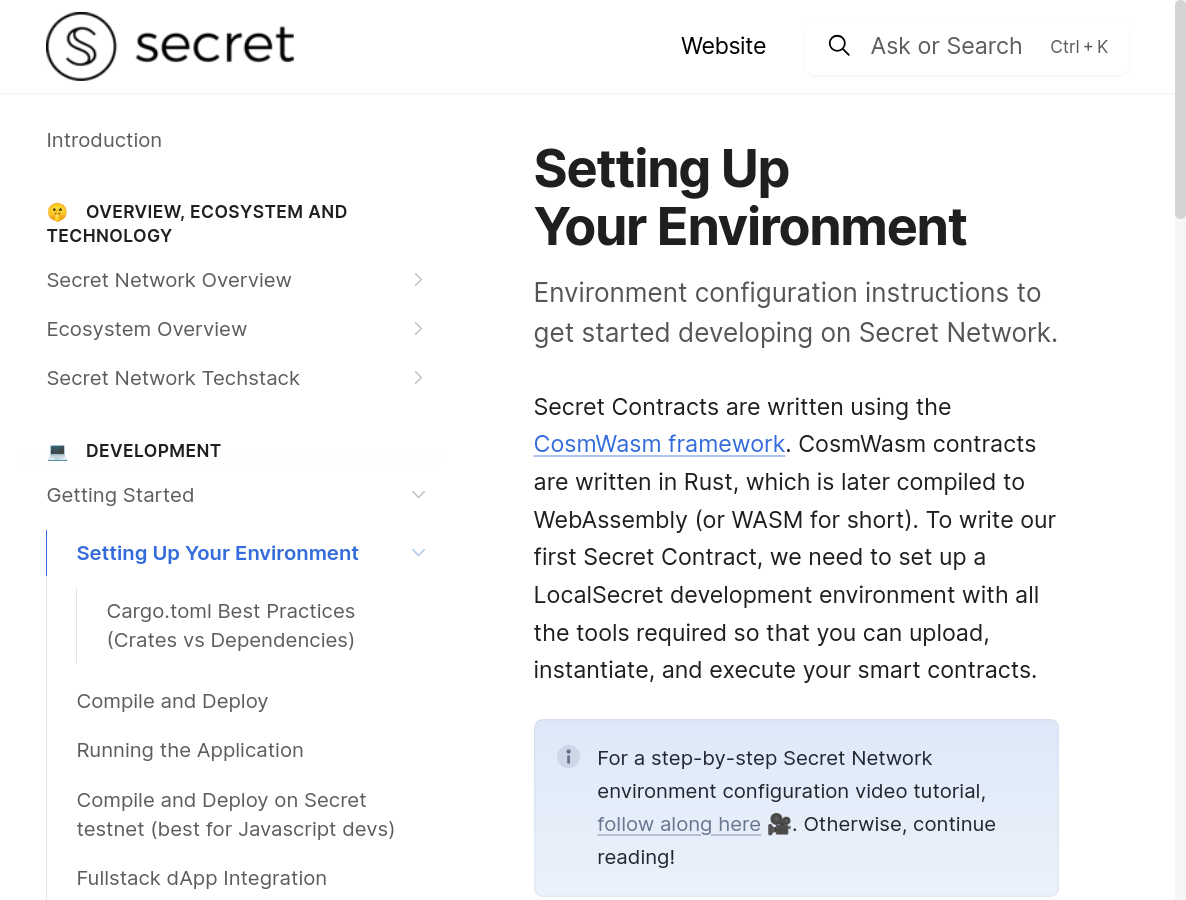 secret
Website
Ask or Search
Ctrl + K
Introduction
🤫 OVERVIEW, ECOSYSTEM AND
TECHNOLOGY
Secret Network Overview
Ecosystem Overview
Secret Network Techstack
💻 DEVELOPMENT
Getting Started
Setting Up Your Environment
Cargo.toml Best Practices
(Crates vs Dependencies)
Compile and Deploy
Running the Application
Compile and Deploy on Secret
testnet (best for Javascript devs)
Fullstack dApp Integration
Setting Up
Your Environment
Environment configuration instructions to
get started developing on Secret Network.
Secret Contracts are written using the
CosmWasm framework. CosmWasm contracts
are written in Rust, which is later compiled to
WebAssembly (or WASM for short). To write our
first Secret Contract, we need to set up a
LocalSecret development environment with all
the tools required so that you can upload,
instantiate, and execute your smart contracts.
For a step-by-step Secret Network
environment configuration video tutorial,
follow along here 🎥. Otherwise, continue
reading!